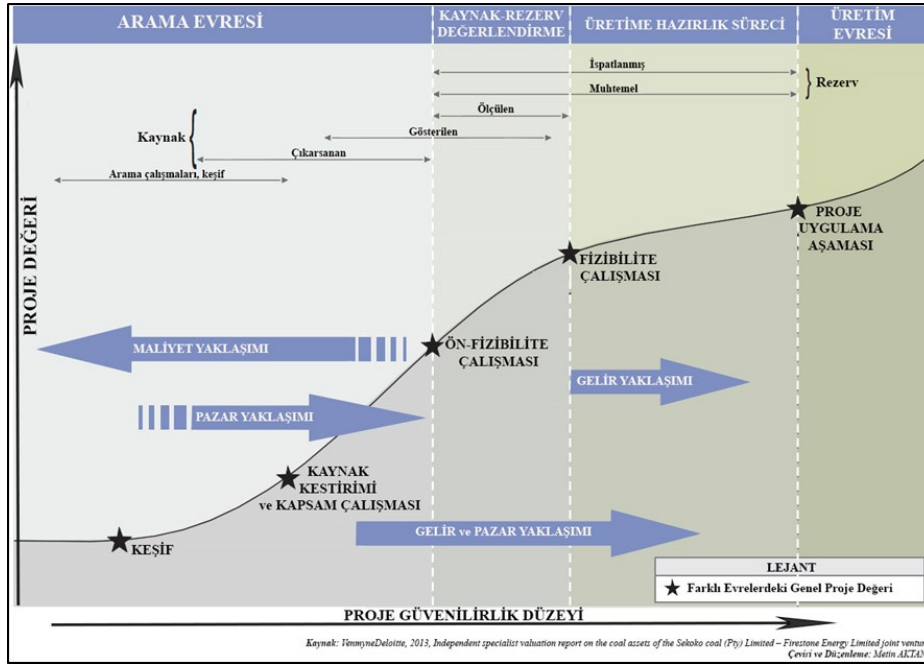 ARAMA EVRESİ
KAYNAK-REZERV
DEĞERLENDİRME
ÜRETİME HAZIRLIK SÜRECİ
ÜRETİM
EVRESİ
İspatlanmış
Muhtemel
Rezerv
Ölçülen
Gösterilen
Kaynak
Çıkarsanan
Arama çalışmaları, keşif
PROJE DEĞERİ
PROJE
UYGULAMA
AŞAMASI
FİZİBİLİTE
ÇALIŞMASI
MALİYET YAKLAŞIMI
ÖN-FİZİBİLİTE
ÇALIŞMASI
GELİR YAKLAŞIMI
PAZAR YAKLAŞIMI
KAYNAK
KESTİRİMİ
ve KAPSAM ÇALIŞMASI
GELİR ve PAZAR YAKLAŞIMI
KEŞİF
LEJANT
Farklı Evrelerdeki Genel Proje Değeri
PROJE GÜVENİLİRLİK DÜZEYİ
Kaynak: VenmyneDeloitte, 2013, Independent specialist valuation report on the coal assets of the Sekoko coal (Pty) Limited – Firestone Energy Limited joint ventur
Çeviri ve Düzenleme: Metin AKTAN